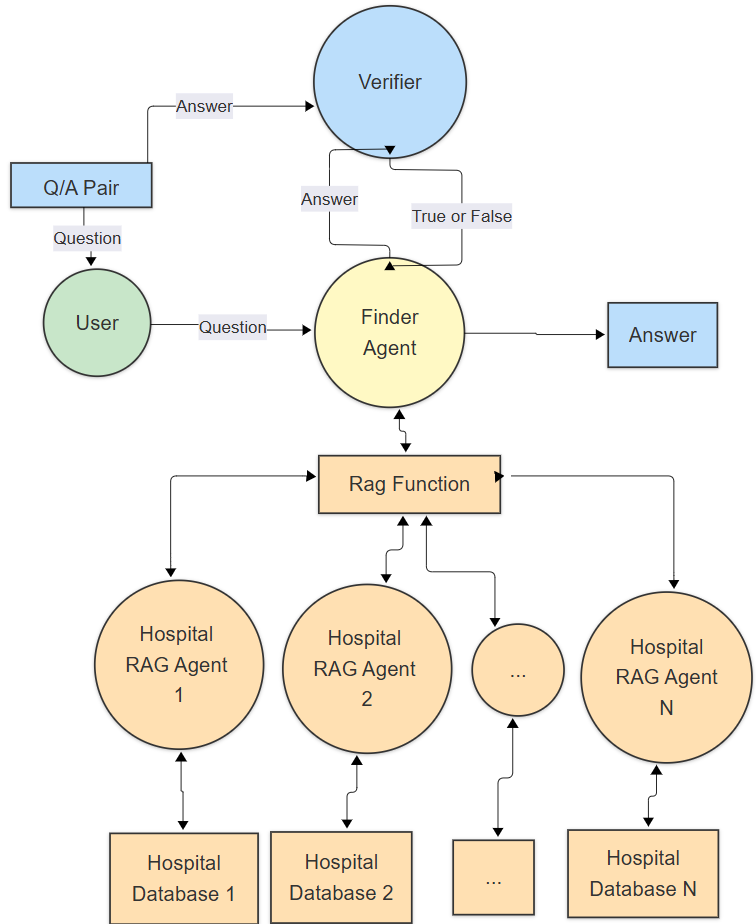 Verifier
Answer
Q/A Pair
Answer
True or False
Question
User
Question
Finder
Agent
Answer
Rag Function
Hospital
RAG Agent
1
Hospital
RAG Agent
2
...
Hospital
RAG Agent
N
Hospital
Database 1
Hospital
Database 2
...
Hospital
Database N